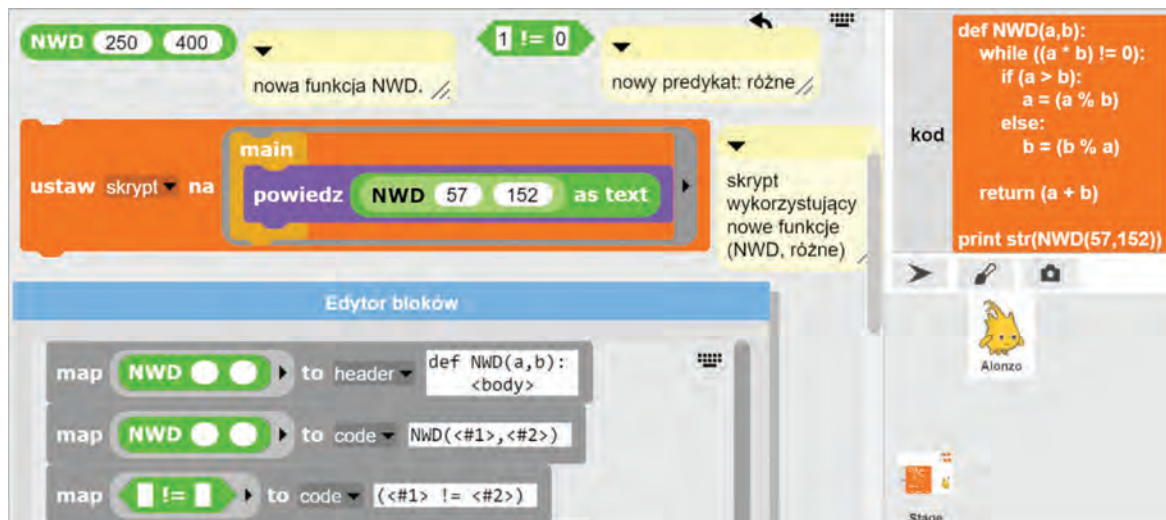 NWD 250 400
nowa funkcja NWD.
1 != 0
nowy predykat: różne
ustaw skrypt na
main
powiedz NWD 57 152 as text
skrypt
wykorzystujący
nowe funkcje
(NWD, różne)
kod
def NWD(a,b):
while ((a * b) != 0):
if (a > b):
a = (a % b)
else:
b = (b % a)
return (a + b)
print str(NWD(57,152))
Alonzo
Stage
Edytor bloków
map NWD to header def NWD(a,b):
<body>
map NWD to code NWD(<#1>,<#2>)
map != to code (<#1> != <#2>)